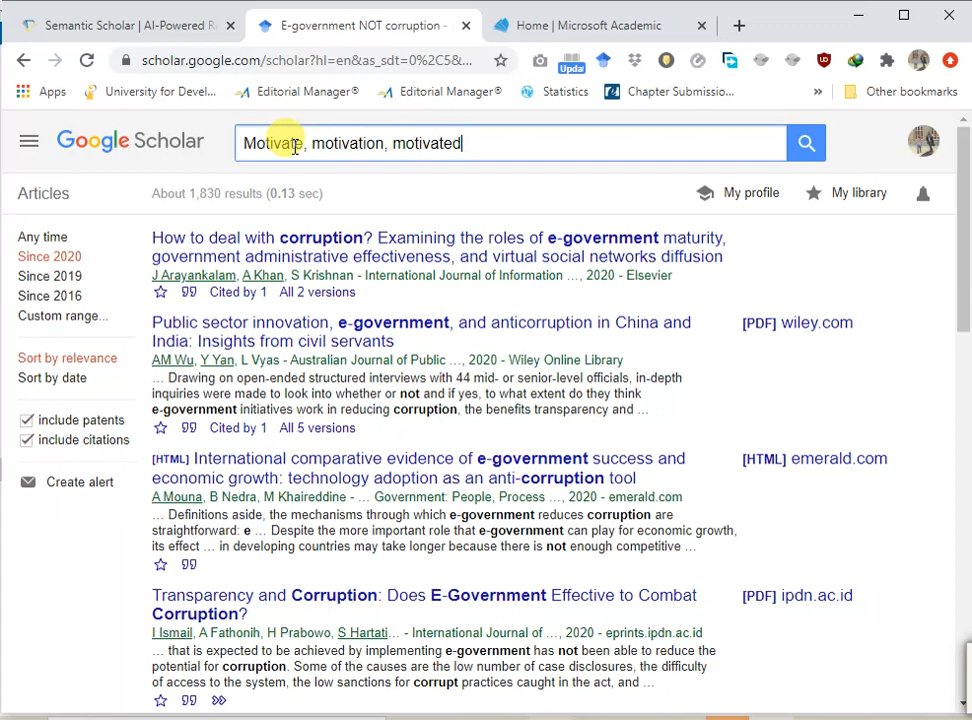 Semantic Scholar | AI-Powered R
E-government NOT corruption -
Home | Microsoft Academic
scholar.google.com/scholar?hl=en&as_sdt=0%2C5&...
Updat
Apps
University for Devel...
Editorial Manager®
Editorial Manager®
Statistics
Chapter Submissio...
»
Other bookmarks
Google Scholar
Motivate, motivation, motivated
Articles
About 1,830 results (0.13 sec)
My profile
My library
Any time
Since 2020
Since 2019
Since 2016
Custom range...
Sort by relevance
Sort by date
include patents
include citations
Create alert
How to deal with corruption? Examining the roles of e-government maturity,
government administrative effectiveness, and virtual social networks diffusion
J Arayankalam, A Khan, S Krishnan - International Journal of Information ..., 2020 - Elsevier
Cited by 1 All 2 versions
Public sector innovation, e-government, and anticorruption in China and
India: Insights from civil servants
[PDF] wiley.com
AM Wu, Y Yan, L Vyas - Australian Journal of Public ..., 2020 - Wiley Online Library
... Drawing on open-ended structured interviews with 44 mid- or senior-level officials, in-depth
inquiries were made to look into whether or not and if yes, to what extent do they think
e-government initiatives work in reducing corruption, the benefits transparency and ...
Cited by 1 All 5 versions
[HTML] International comparative evidence of e-government success and
economic growth: technology adoption as an anti-corruption tool
[HTML] emerald.com
A Mouna, B Nedra, M Khaireddine - ... Government: People, Process ..., 2020 - emerald.com
... Definitions aside, the mechanisms through which e-government reduces corruption are
straightforward: e ... Despite the more important role that e-government can play for economic growth,
its effect ... in developing countries may take longer because there is not enough competitive ...
Transparency and Corruption: Does E-Government Effective to Combat
Corruption?
[PDF] ipdn.ac.id
I Ismail, A Fathonih, H Prabowo, S Hartati... - International Journal of ..., 2020 - eprints.ipdn.ac.id
... that is expected to be achieved by implementing e-government has not been able to reduce the
potential for corruption. Some of the causes are the low number of case disclosures, the difficulty
of access to the system, the low sanctions for corrupt practices caught in the act, and ...